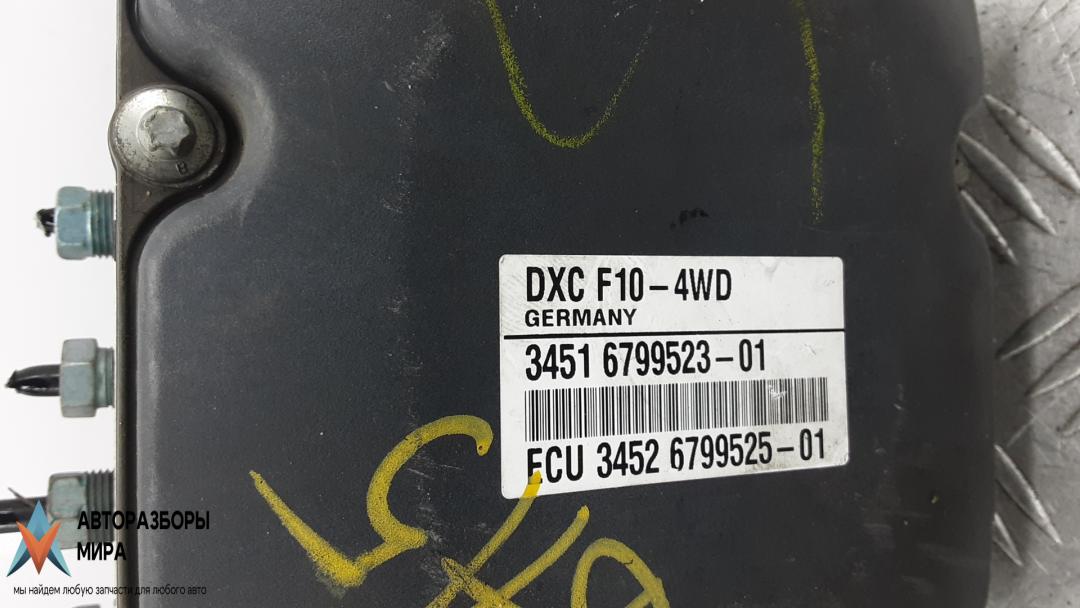 DXC F10-4WD
GERMANY
3451 6799523-01
ECU 3452 6799525-01
АВТОРАЗБОРЫ
МИРА
мы найдем любую запчасти для любого авто